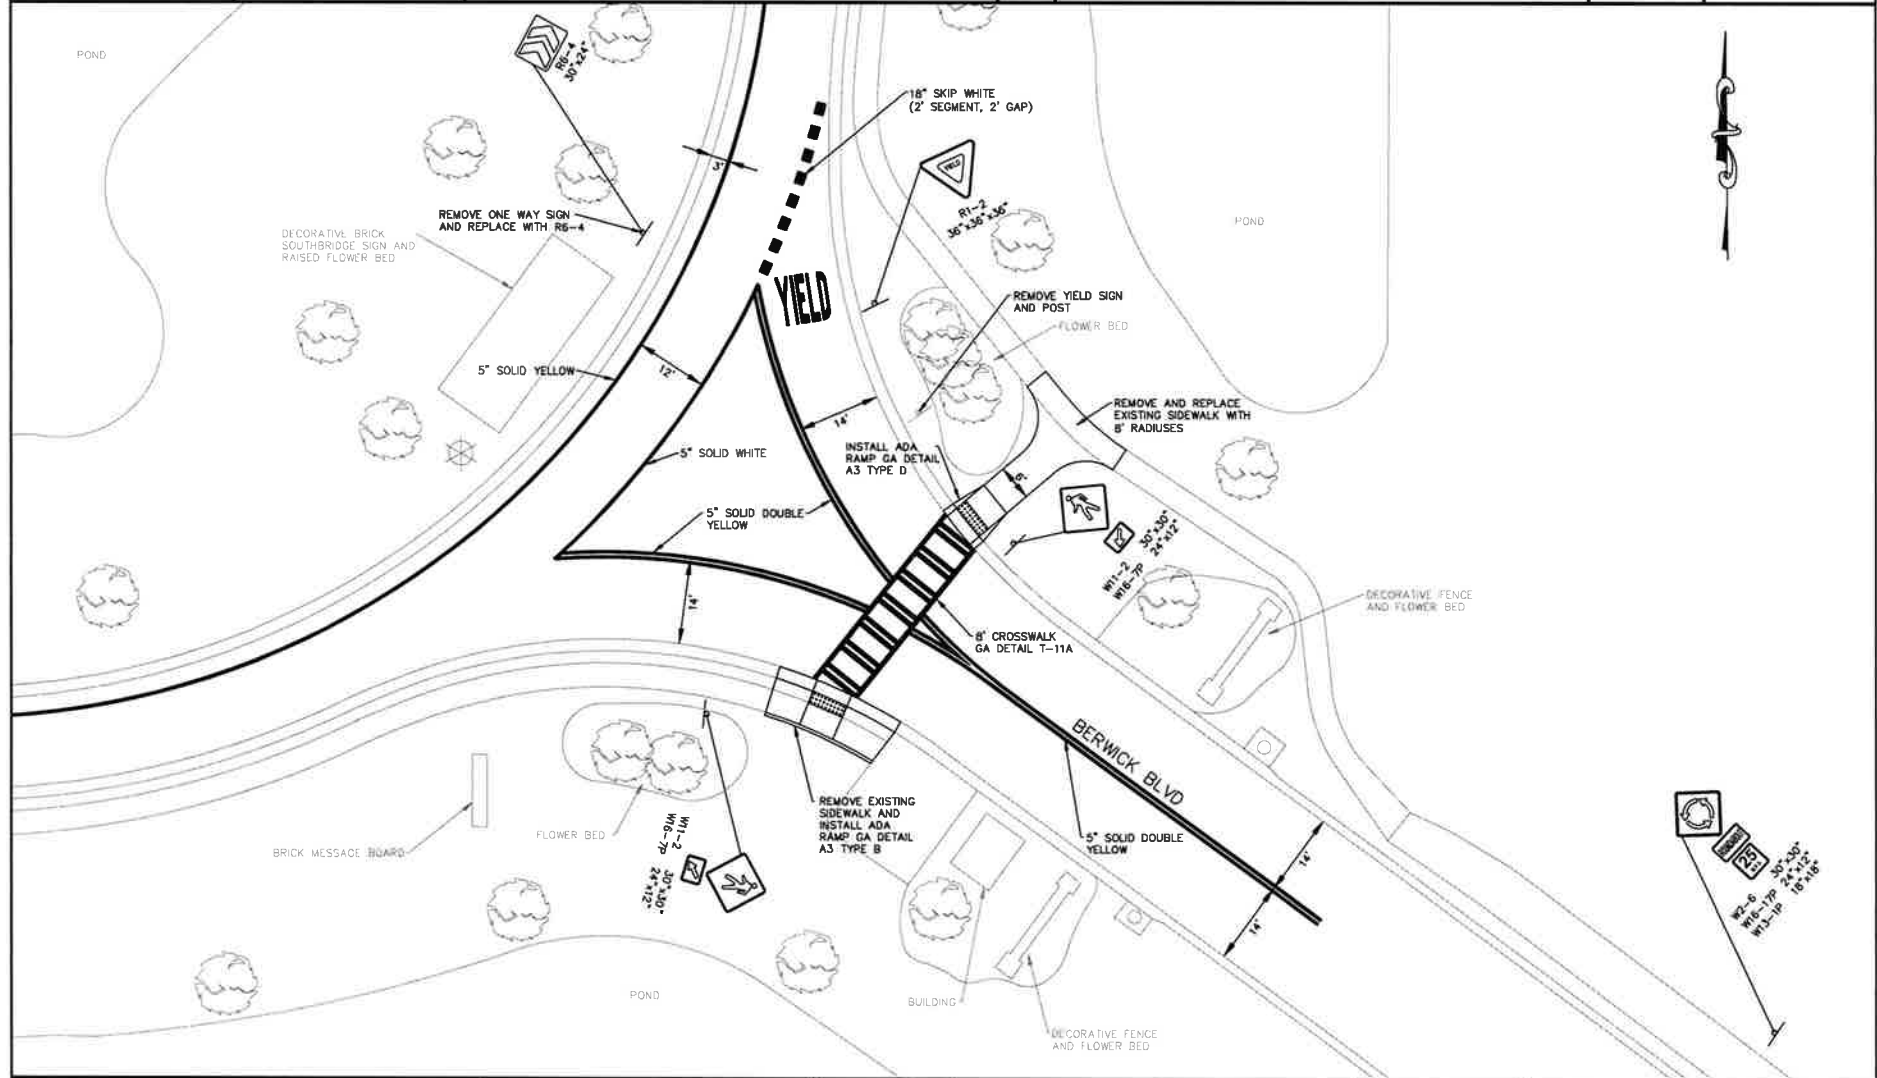 POND
R6-4
30"x24"
18" SKIP WHITE
(2' SEGMENT, 2' GAP)
3'
YIELD
R1-2
36"x36"x36"
REMOVE ONE WAY SIGN
AND REPLACE WITH R6-4
DECORATIVE BRICK
SOUTHBRIDGE SIGN AND
RAISED FLOWER BED
POND
YIELD
REMOVE YIELD SIGN
AND POST
FLOWER BED
5" SOLID YELLOW
12'
14'
REMOVE AND REPLACE
EXISTING SIDEWALK WITH
8' RADIUSES
INSTALL ADA
RAMP GA DETAIL
A3 TYPE D
5" SOLID WHITE
5" SOLID DOUBLE
YELLOW
30"x30"
24"x12"
W11-2
W16-7P
14'
DECORATIVE FENCE
AND FLOWER BED
8' CROSSWALK
GA DETAIL T-11A
BERWICK BLVD
REMOVE EXISTING
SIDEWALK AND
INSTALL ADA
RAMP GA DETAIL
A3 TYPE B
FLOWER BED
BRICK MESSAGE BOARD
W11-2
W16-7P
30"x30"
24"x12"
5" SOLID DOUBLE
YELLOW
14'
14'
25
W2-6 30"x30"
W16-17P 24"x12"
W13-1P 18"x18"
POND
BUILDING
DECORATIVE FENCE
AND FLOWER BED